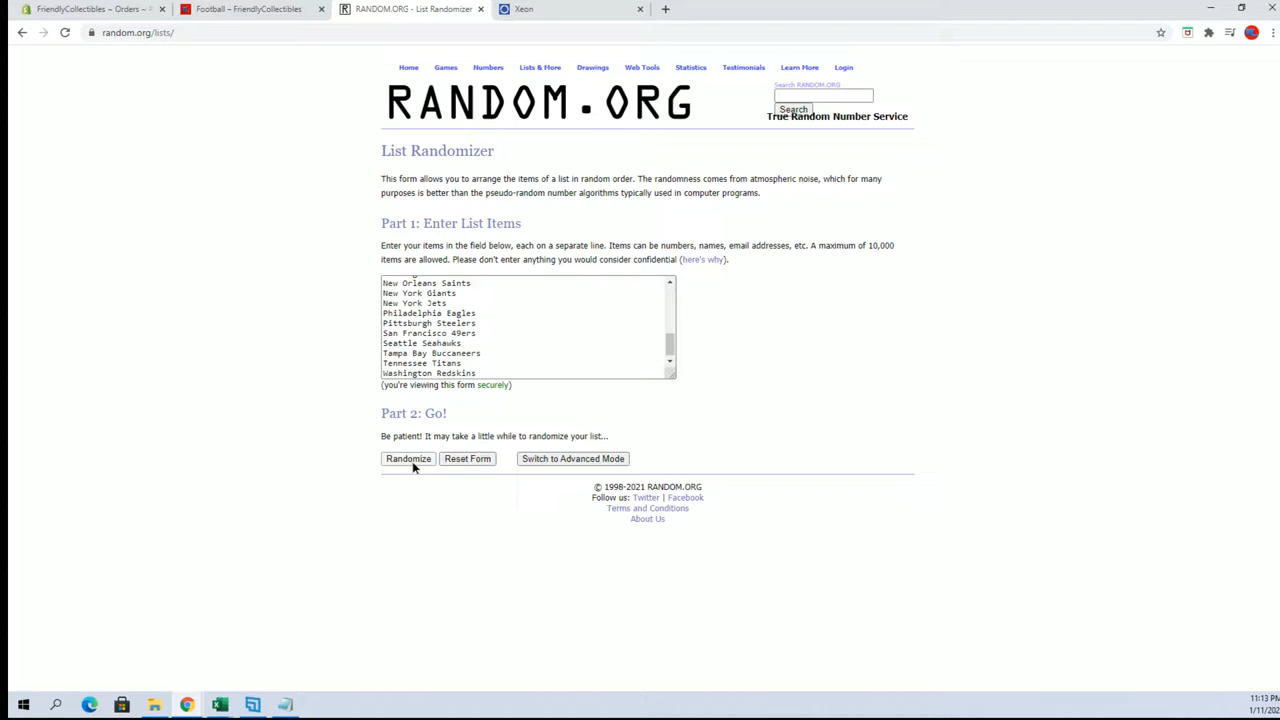 FriendlyCollectibles ~ Orders ~
Football – FriendlyCollectibles
RANDOM.ORG - List Randomizer
Xeon
random.org/lists/
Home
Games
Numbers
Lists & More
Drawings
Web Tools
Statistics
Testimonials
Learn More
Login
RANDOM.ORG
Search RANDOM.ORG
Search
True Random Number Service
List Randomizer
This form allows you to arrange the items of a list in random order. The randomness comes from atmospheric noise, which for many
purposes is better than the pseudo-random number algorithms typically used in computer programs.
Part 1: Enter List Items
Enter your items in the field below, each on a separate line. Items can be numbers, names, email addresses, etc. A maximum of 10,000
items are allowed. Please don't enter anything you would consider confidential (here's why).
New Orleans Saints
New York Giants
New York Jets
Philadelphia Eagles
Pittsburgh Steelers
San Francisco 49ers
Seattle Seahawks
Tampa Bay Buccaneers
Tennessee Titans
Washington Redskins
(you're viewing this form securely)
Part 2: Go!
Be patient! It may take a little while to randomize your list...
Randomize
Reset Form
Switch to Advanced Mode
© 1998-2021 RANDOM.ORG
Follow us: Twitter | Facebook
Terms and Conditions
About Us
11:13 PM
1/11/202